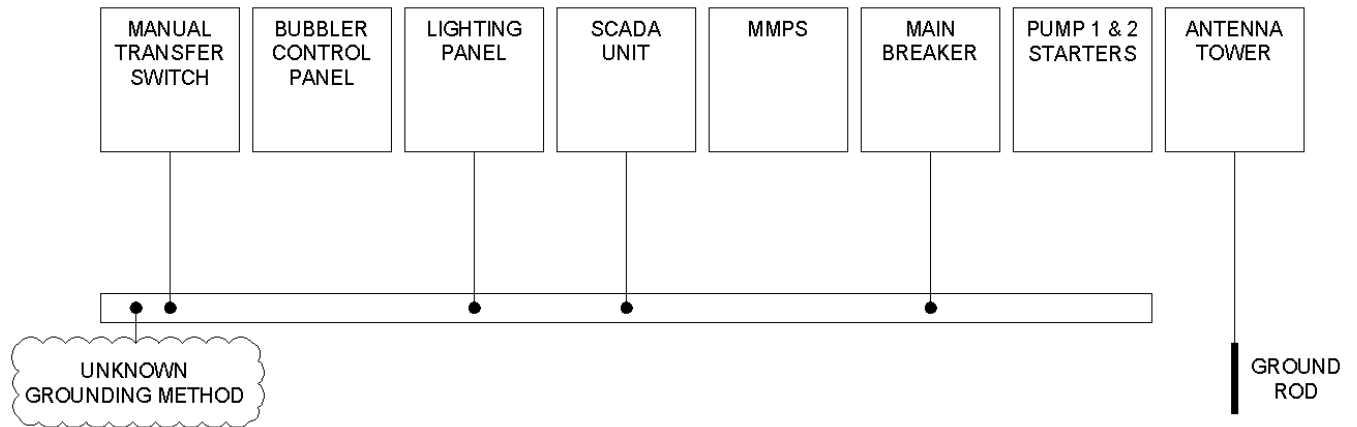 MANUAL
TRANSFER
SWITCH
BUBBLER
CONTROL
PANEL
LIGHTING
PANEL
SCADA
UNIT
MMPS
MAIN
BREAKER
PUMP 1 & 2
STARTERS
ANTENNA
TOWER
UNKNOWN
GROUNDING METHOD
GROUND
ROD